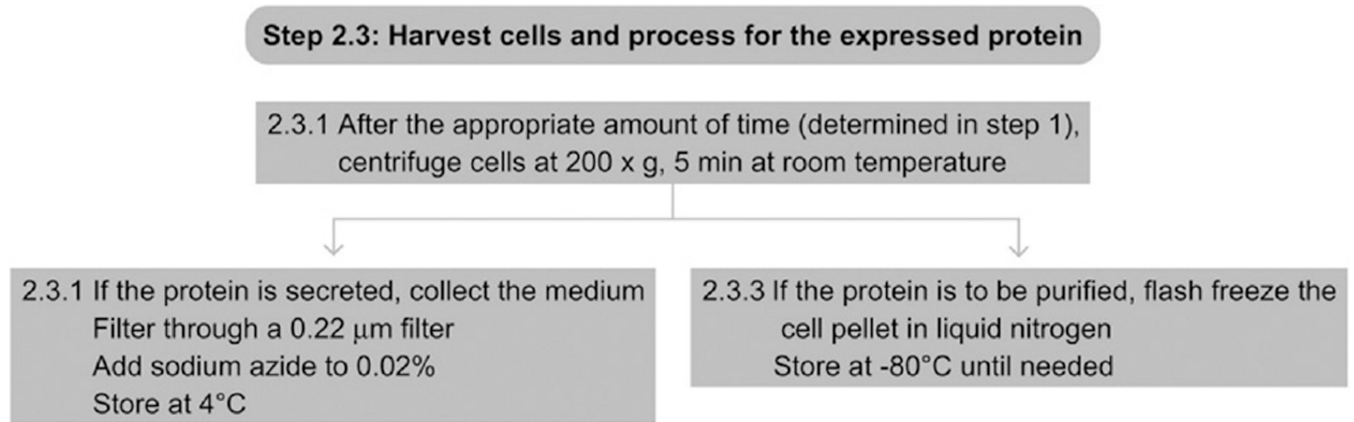 Step 2.3: Harvest cells and process for the expressed protein
2.3.1 After the appropriate amount of time (determined in step 1),
centrifuge cells at 200 x g, 5 min at room temperature
2.3.1 If the protein is secreted, collect the medium
Filter through a 0.22 μm filter
Add sodium azide to 0.02%
Store at 4°C
2.3.3 If the protein is to be purified, flash freeze the
cell pellet in liquid nitrogen
Store at -80°C until needed